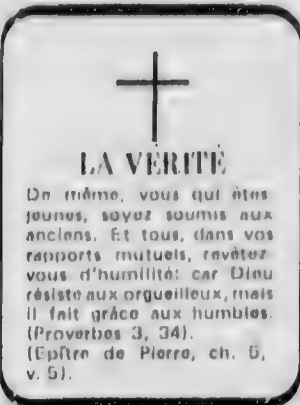 LA VÉRITÉ
De même, vous qui êtes
jeunes, soyez soumis aux
anciens. Et tous, dans vos
rapports mutuels, revêtez-
vous d'humilité; car Dieu
résiste aux orgueilleux, mais
il fait grâce aux humbles.
(Proverbes 3, 34).
(Epître de Pierre, ch. 5,
v. 5).